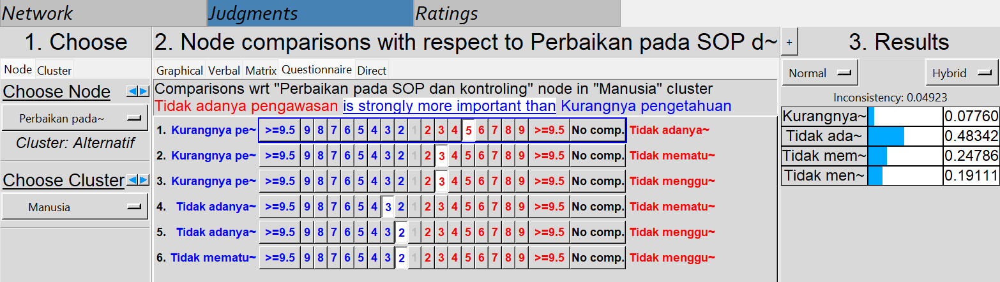 Network Judgments Ratings
1. Choose
Node Cluster
Choose Node
Perbaikan pada~
Cluster: Alternatif
Choose Cluster
Manusia
2. Node comparisons with respect to Perbaikan pada SOP d~ +
Graphical Verbal Matrix Questionnaire Direct
Comparisons wrt "Perbaikan pada SOP dan kontroling" node in "Manusia" cluster
Tidak adanya pengawasan is strongly more important than Kurangnya pengetahuan
1. Kurangnya pe~ >=9.5 9 8 7 6 5 4 3 2 1 2 3 4 5 6 7 8 9 >=9.5 No comp. Tidak adanya~
2. Kurangnya pe~ >=9.5 9 8 7 6 5 4 3 2 1 2 3 4 5 6 7 8 9 >=9.5 No comp. Tidak mematu~
3. Kurangnya pe~ >=9.5 9 8 7 6 5 4 3 2 1 2 3 4 5 6 7 8 9 >=9.5 No comp. Tidak menggu~
4. Tidak adanya~ >=9.5 9 8 7 6 5 4 3 2 1 2 3 4 5 6 7 8 9 >=9.5 No comp. Tidak mematu~
5. Tidak adanya~ >=9.5 9 8 7 6 5 4 3 2 1 2 3 4 5 6 7 8 9 >=9.5 No comp. Tidak menggu~
6. Tidak mematu~ >=9.5 9 8 7 6 5 4 3 2 1 2 3 4 5 6 7 8 9 >=9.5 No comp. Tidak menggu~
3. Results
Normal Hybrid
Inconsistency: 0.04923
Kurangnya~ 0.07760
Tidak ada~ 0.48342
Tidak mem~ 0.24786
Tidak men~ 0.19111